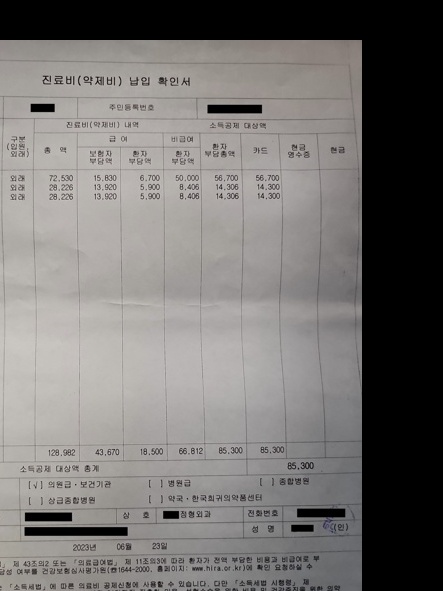 진료비(약제비) 납입 확인서
주민등록번호
진료비(약제비) 내역 소득공제 대상액
구분 (입원, 외래) 총 액 급 여 비급여 환자 부담총액 카드 현금 영수증 현금
보험자 부담액 환자 부담액 환자 부담액
외래 72,530 15,830 6,700 50,000 56,700 56,700
외래 28,226 13,920 5,900 8,406 14,306 14,300
외래 28,226 13,920 5,900 8,406 14,306 14,300
128,982 43,670 18,500 66,812 85,300 85,300
소득공제 대상액 총계 85,300
[√] 의원급·보건기관 [ ] 병원급 [ ] 종합병원
[ ] 상급종합병원 [ ] 약국·한국희귀의약품센터
상 호 정형외과 전화번호
성 명 (인)
2023년 06월 23일
제 43조의2 또는 「의료급여법」 제 11조의3에 따라 환자가 전액 부담한 비용과 비급여로 부
당성 여부를 건강보험심사평가원(☎1644-2000, 홈페이지: www.hira.or.kr)에 확인 요청하실 수
「소득세법」에 따른 의료비 공제신청에 사용할 수 있습니다. 다만 「소득세법 시행령」 제